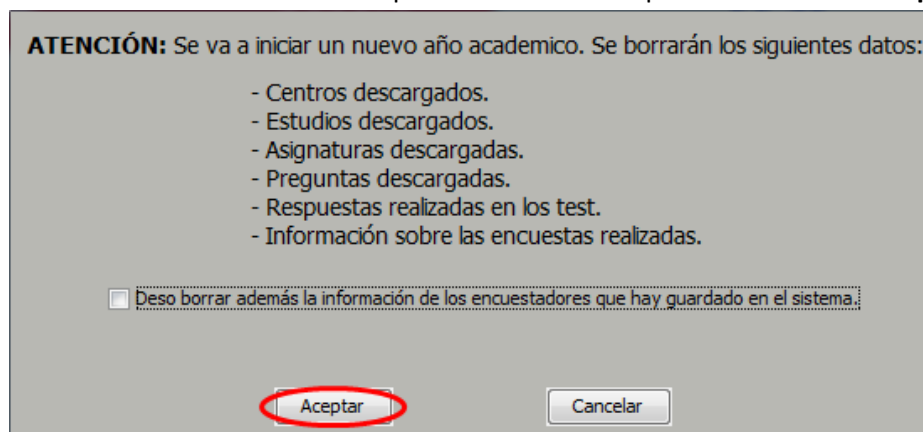 ATENCIÓN: Se va a iniciar un nuevo año academico. Se borrarán los siguientes datos:
- Centros descargados.
- Estudios descargados.
- Asignaturas descargadas.
- Preguntas descargadas.
- Respuestas realizadas en los test.
- Información sobre las encuestas realizadas.
Deso borrar además la información de los encuestadores que hay guardado en el sistema.
Aceptar
Cancelar